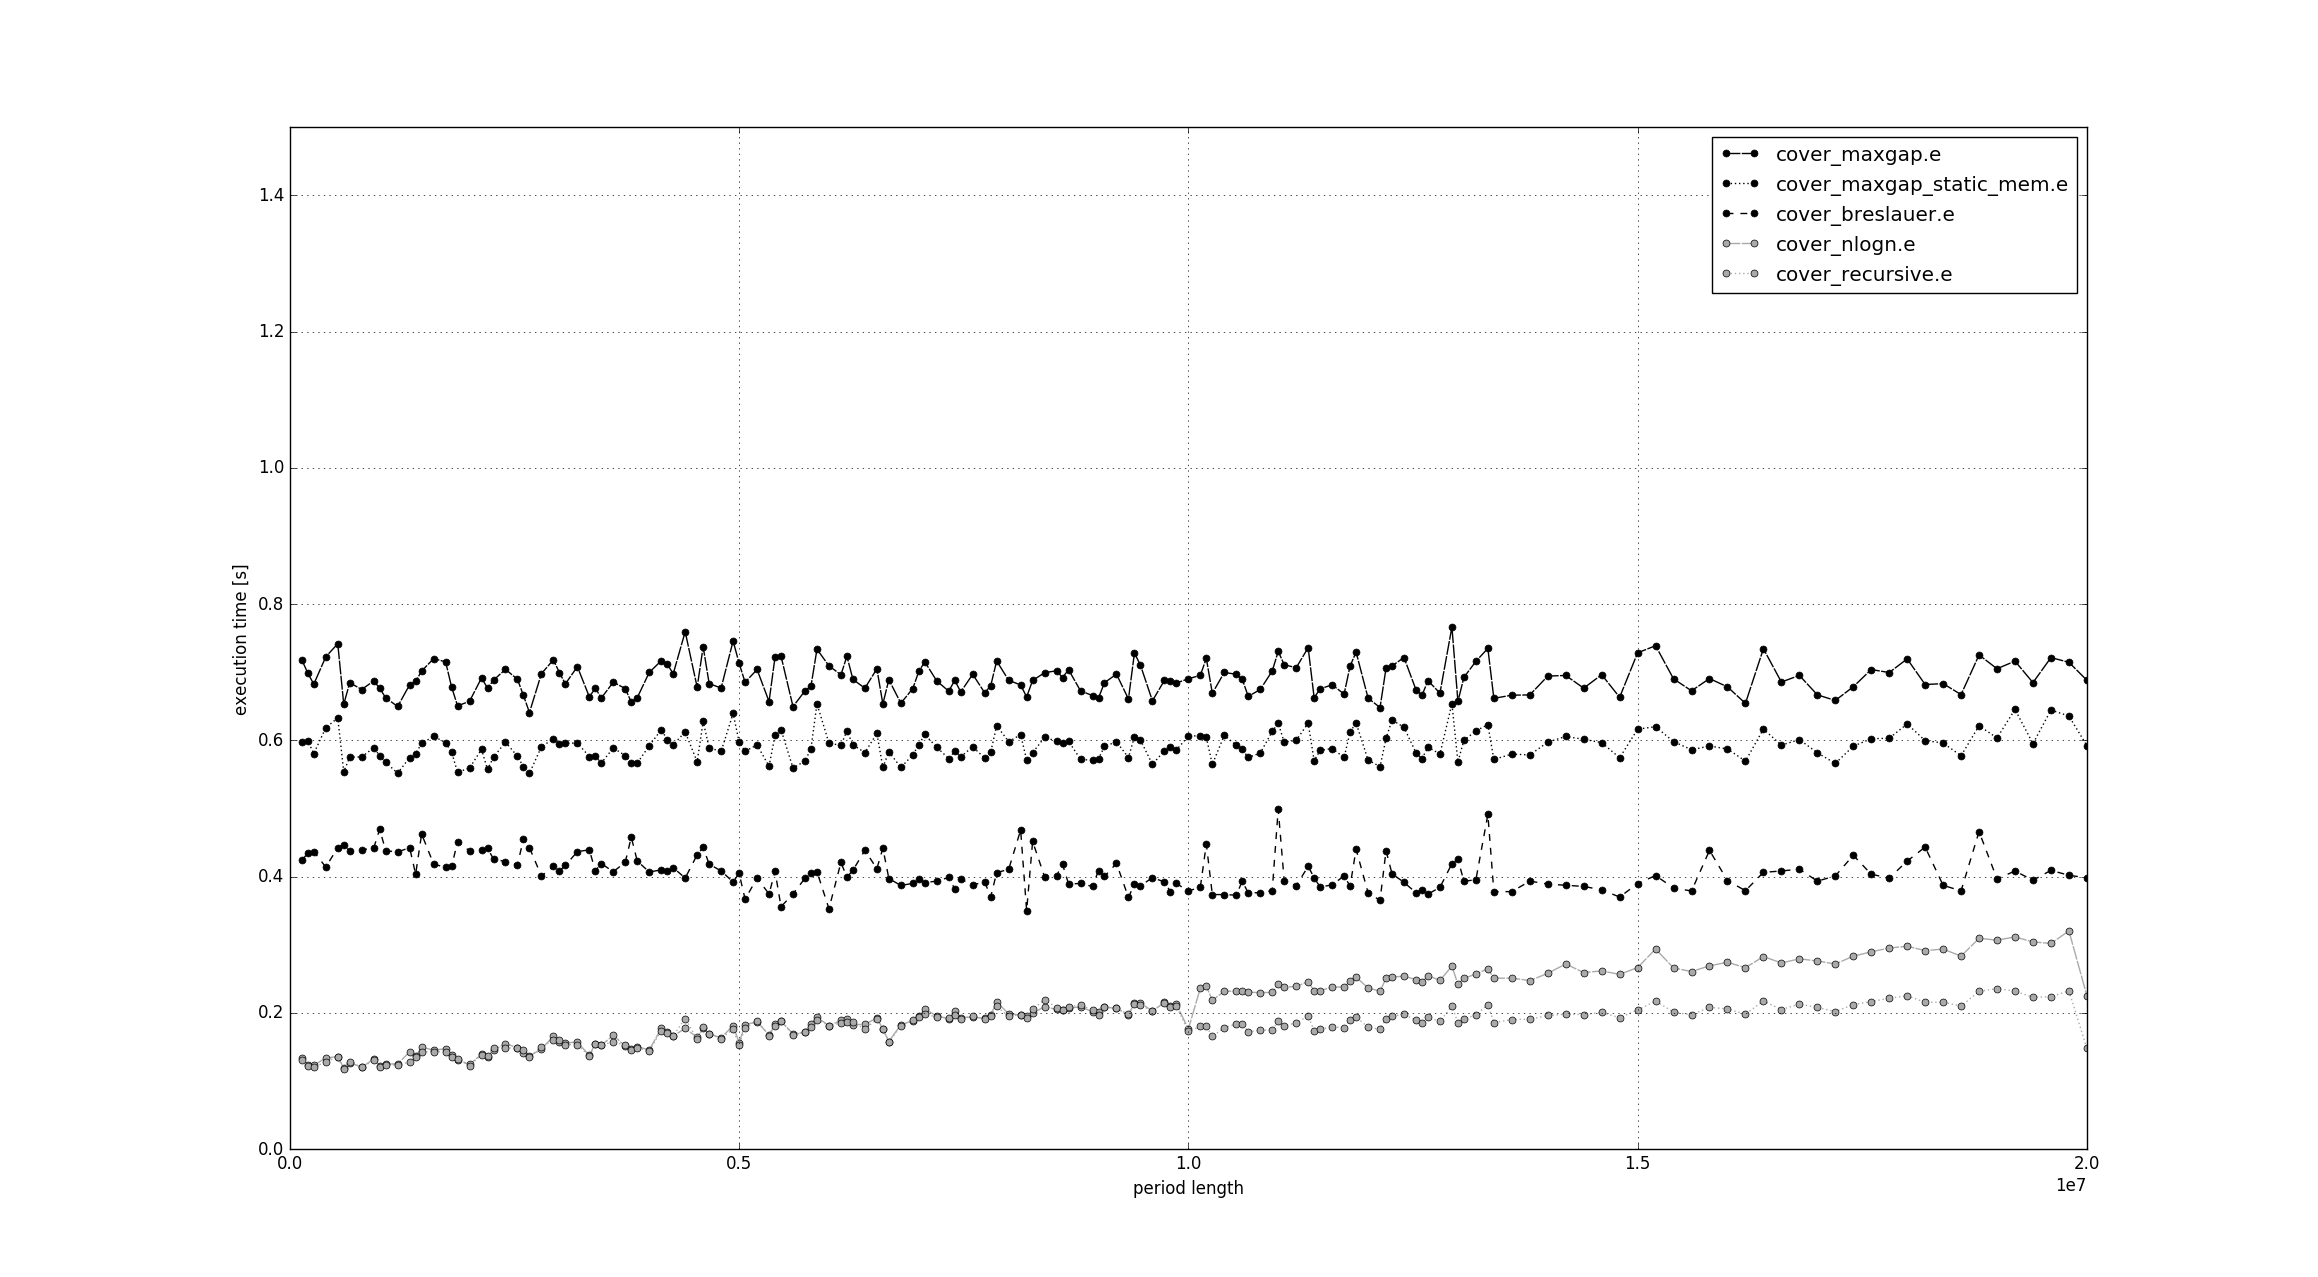 cover_maxgap.e
cover_maxgap_static_mem.e
cover_breslauer.e
cover_nlogn.e
cover_recursive.e
1.4
1.2
1.0
0.8
0.6
0.4
0.2
0.0
execution time [s]
0.0 0.5 1.0 1.5 2.0
1e7
period length